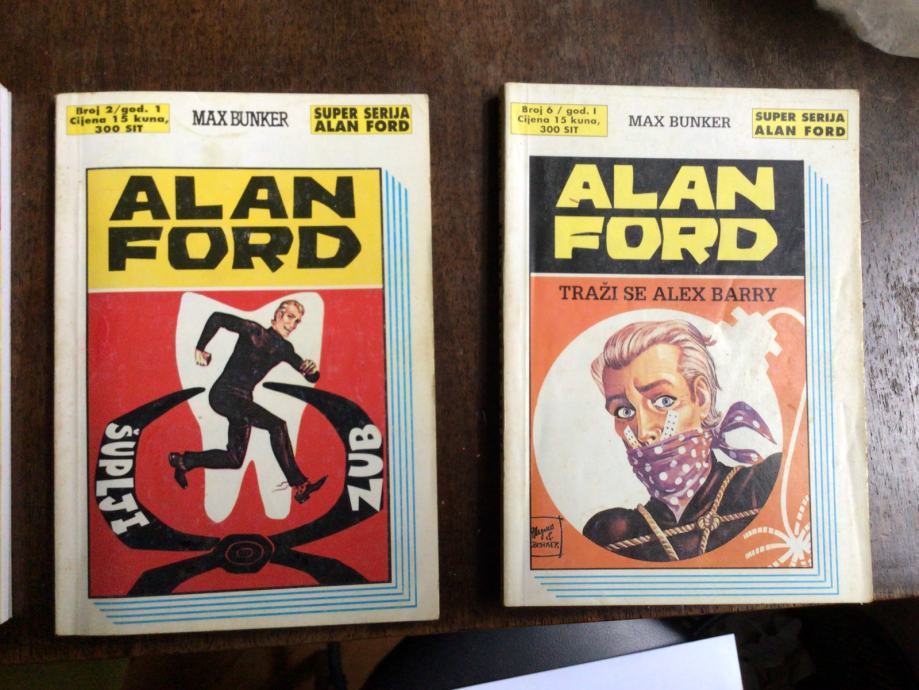 Broj 2/god. 1
Cijena 15 kuna,
300 SIT
MAX BUNKER
SUPER SERIJA
ALAN FORD
ALAN
FORD
ŠUPLJI
ZUB
Broj 6 / god. I
Cijena 15 kuna,
300 SIT
MAX BUNKER
SUPER SERIJA
ALAN FORD
ALAN
FORD
TRAŽI SE ALEX BARRY
Magnus
&
BUNKER